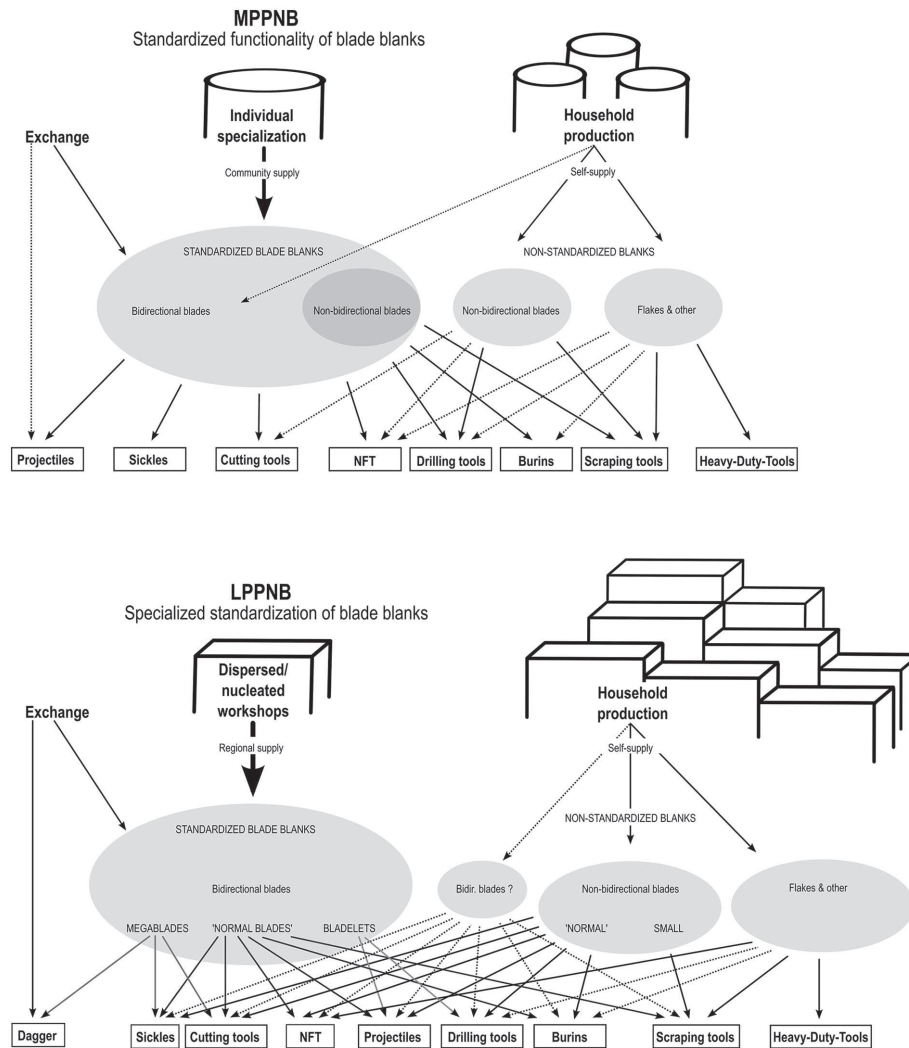 MPPNB
Standardized functionality of blade blanks
Individual
specialization
Household
production
Exchange
Community supply
Self-supply
STANDARDIZED BLADE BLANKS
NON-STANDARDIZED BLANKS
Bidirectional blades
Non-bidirectional blades
Non-bidirectional blades
Flakes & other
Projectiles
Sickles
Cutting tools
NFT
Drilling tools
Burins
Scraping tools
Heavy-Duty-Tools
LPPNB
Specialized standardization of blade blanks
Dispersed/
nucleated
workshops
Household
production
Exchange
Regional supply
Self-supply
NON-STANDARDIZED BLANKS
STANDARDIZED BLADE BLANKS
Bidirectional blades
Bidir. blades ?
Non-bidirectional blades
Flakes & other
MEGABLADES
'NORMAL BLADES'
BLADELETS
'NORMAL'
SMALL
Dagger
Sickles
Cutting tools
NFT
Projectiles
Drilling tools
Burins
Scraping tools
Heavy-Duty-Tools